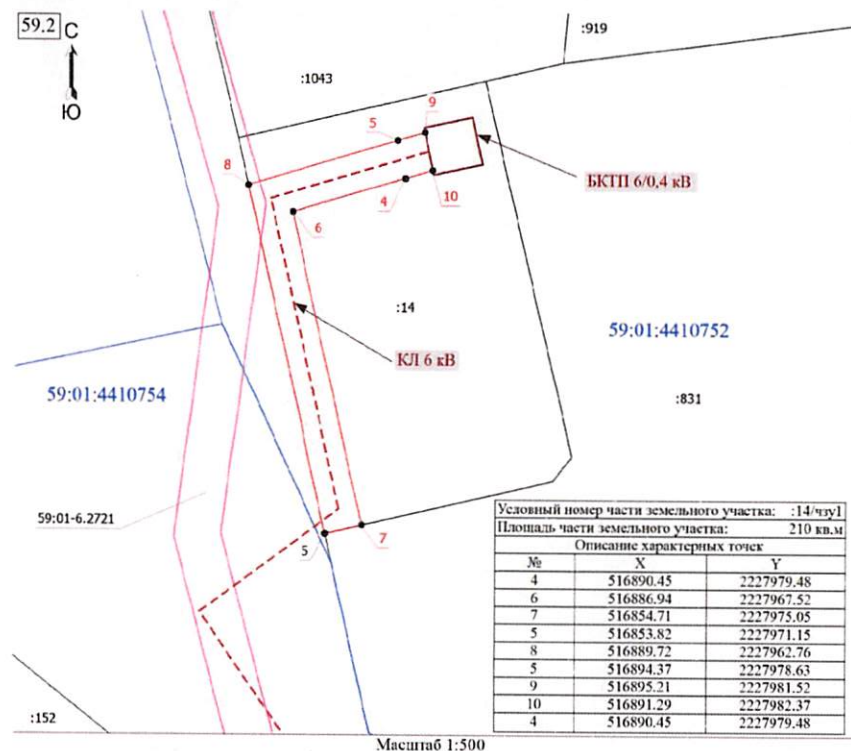 59.2
С
Ю
:919
:1043
9
5
8
БКТП 6/0,4 кВ
4
10
6
:14
59:01:4410752
КЛ 6 кВ
59:01:4410754
:831
59:01-6.2721
5
7
Условный номер части земельного участка: :14/чзу1
Площадь части земельного участка: 210 кв.м
Описание характерных точек
№ X Y
4 516890.45 2227979.48
6 516886.94 2227967.52
7 516854.71 2227975.05
5 516853.82 2227971.15
8 516889.72 2227962.76
5 516894.37 2227978.63
9 516895.21 2227981.52
10 516891.29 2227982.37
4 516890.45 2227979.48
:152
Масштаб 1:500